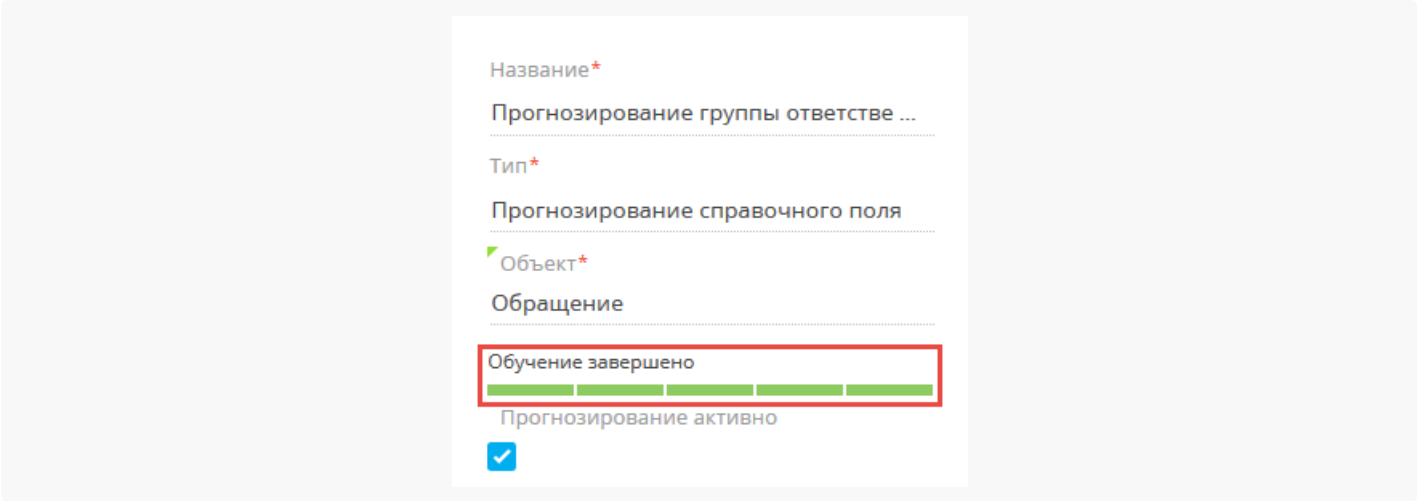 Название*
Прогнозирование группы ответстве ...
Тип*
Прогнозирование справочного поля
Объект*
Обращение
Обучение завершено
Прогнозирование активно